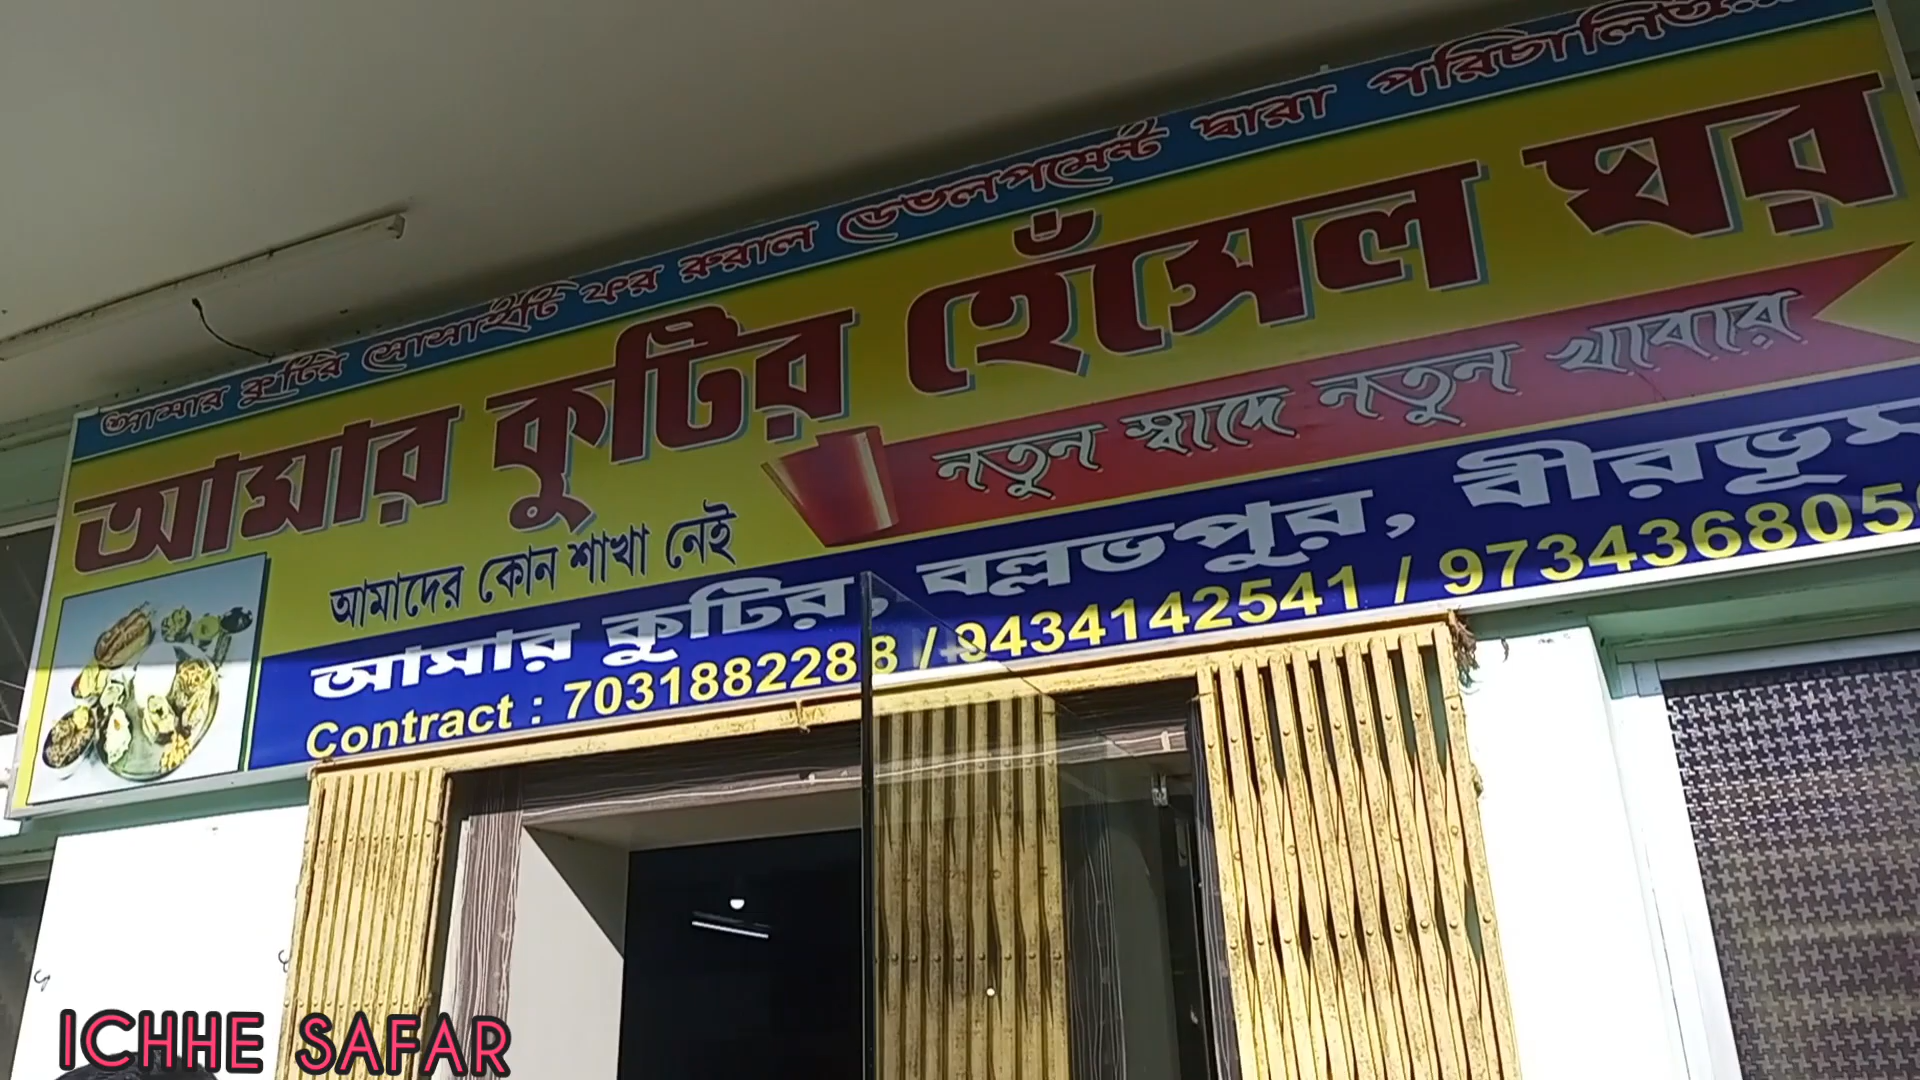 আমার কুটির সোসাইটি ফর রুরাল ডেভলপমেন্ট দ্বারা পরিচালিত
আমার কুটির হেঁসেল ঘর
নতুন স্বাদে নতুন খাবার
আমাদের কোন শাখা নেই
আমার কুটির, বল্লভপুর, বীরভূম
Contract : 7031882288 / 9434142541 / 973436805
ICHHE SAFAR